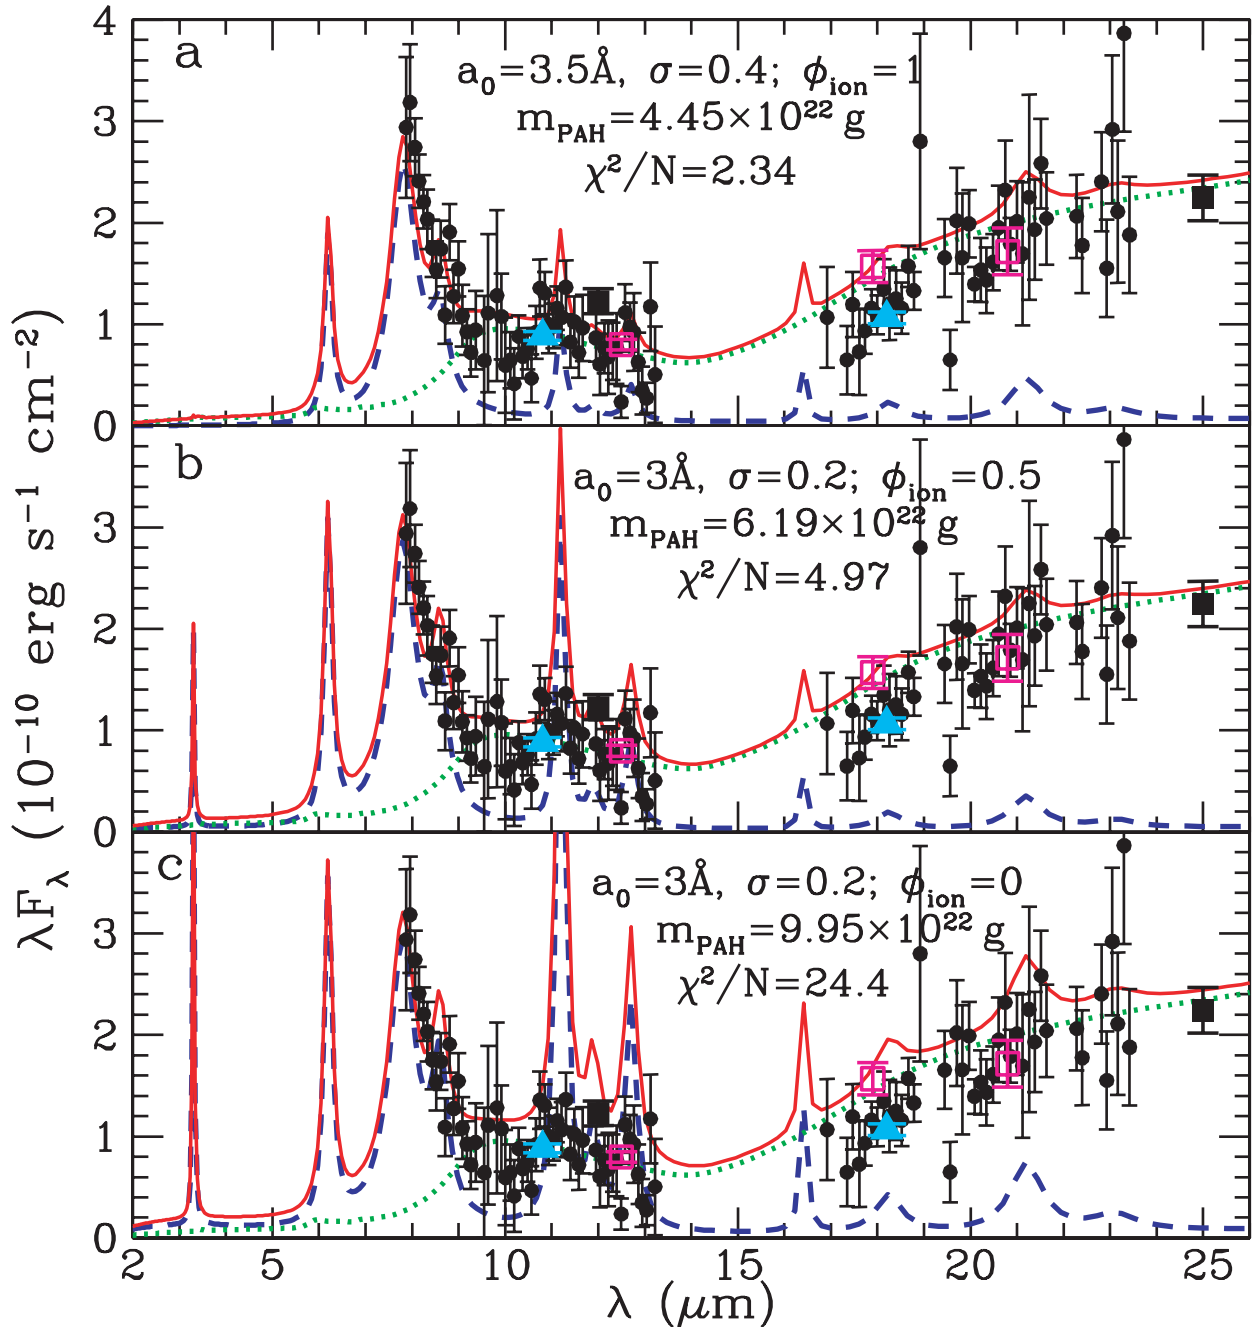 4
a
a₀=3.5Å, σ=0.4; ϕ_ion=1
3
m_PAH=4.45×10²² g
χ²/N=2.34
2
1
0
b
a₀=3Å, σ=0.2; ϕ_ion=0.5
3
m_PAH=6.19×10²² g
χ²/N=4.97
2
1
0
c
a₀=3Å, σ=0.2; ϕ_ion=0
3
m_PAH=9.95×10²² g
χ²/N=24.4
2
1
0
2 5 10 15 20 25
λ (μm)
λF_λ (10⁻¹⁰ erg s⁻¹ cm⁻²)